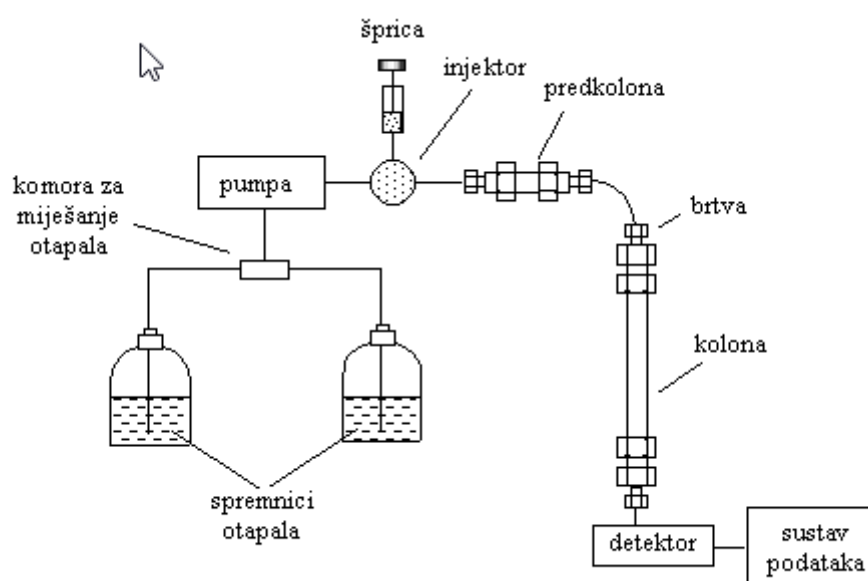 šprica
injektor
predkolona
pumpa
komora za
miješanje
otapala
brtva
kolona
spremnici
otapala
detektor
sustav
podataka